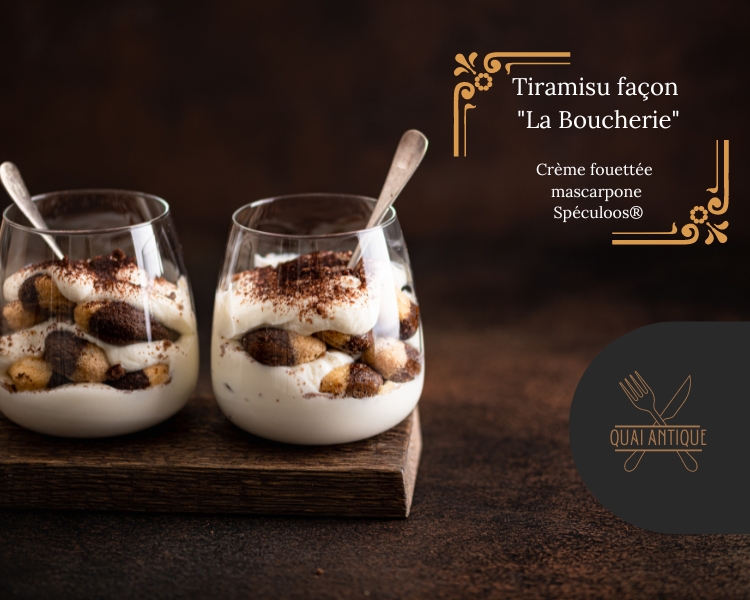 Tiramisu façon
"La Boucherie"
Crème fouettée
mascarpone
Spéculoos®
QUAI ANTIQUE